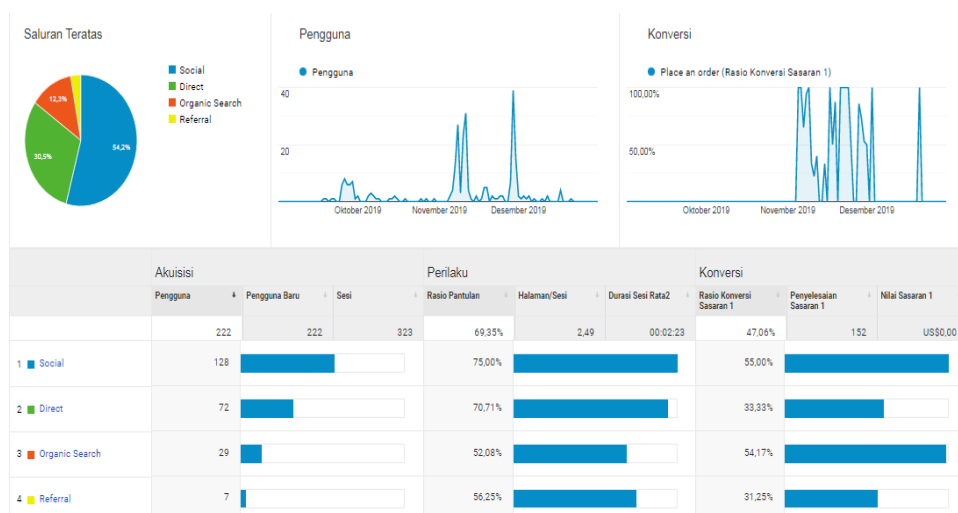 Saluran Teratas
Social
Direct
Organic Search
Referral
12,3%
30,5%
54,2%
Pengguna
Pengguna
40
20
Oktober 2019 November 2019 Desember 2019
Konversi
Place an order (Rasio Konversi Sasaran 1)
100,00%
50,00%
Oktober 2019 November 2019 Desember 2019
Akuisisi Perilaku Konversi
Pengguna Pengguna Baru Sesi Rasio Pantulan Halaman/Sesi Durasi Sesi Rata2 Rasio Konversi Sasaran 1 Penyelesaian Sasaran 1 Nilai Sasaran 1
222 222 323 69,35% 2,49 00:02:23 47,06% 152 US$0,00
1 Social 128 75,00% 55,00%
2 Direct 72 70,71% 33,33%
3 Organic Search 29 52,08% 54,17%
4 Referral 7 56,25% 31,25%